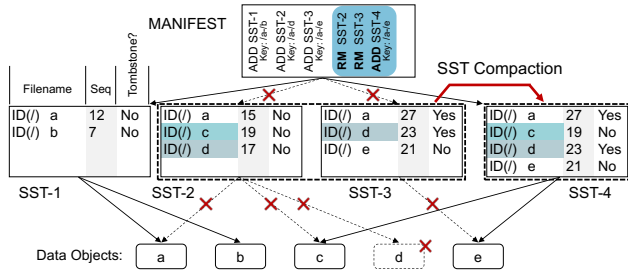 MANIFEST
ADD SST-1
Key: /a-/b
ADD SST-2
Key: /a-/d
ADD SST-3
Key: /a-/e
RM SST-2
RM SST-3
ADD SST-4
Key: /a-/e
SST Compaction
Filename Seq Tombstone?
ID(/) a 12 No
ID(/) b 7 No
SST-1
ID(/) a 15 No
ID(/) c 19 No
ID(/) d 17 No
SST-2
ID(/) a 27 Yes
ID(/) d 23 Yes
ID(/) e 21 No
SST-3
ID(/) a 27 Yes
ID(/) c 19 No
ID(/) d 23 Yes
ID(/) e 21 No
SST-4
Data Objects: a b c d e